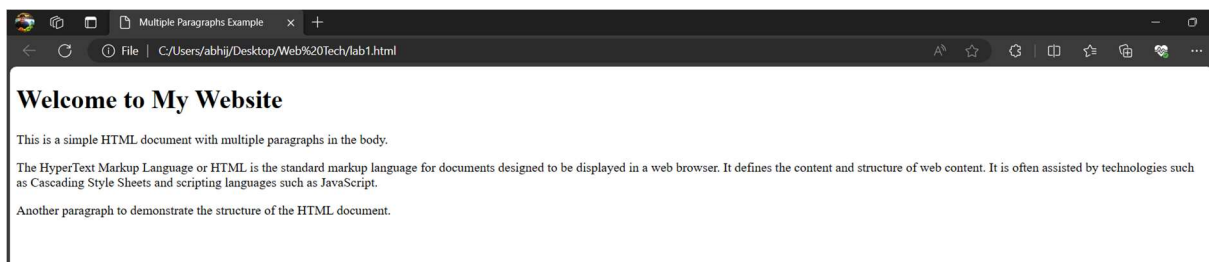 Multiple Paragraphs Example
File | C:/Users/abhij/Desktop/Web%20Tech/lab1.html
Welcome to My Website
This is a simple HTML document with multiple paragraphs in the body.
The HyperText Markup Language or HTML is the standard markup language for documents designed to be displayed in a web browser. It defines the content and structure of web content. It is often assisted by technologies such
as Cascading Style Sheets and scripting languages such as JavaScript.
Another paragraph to demonstrate the structure of the HTML document.